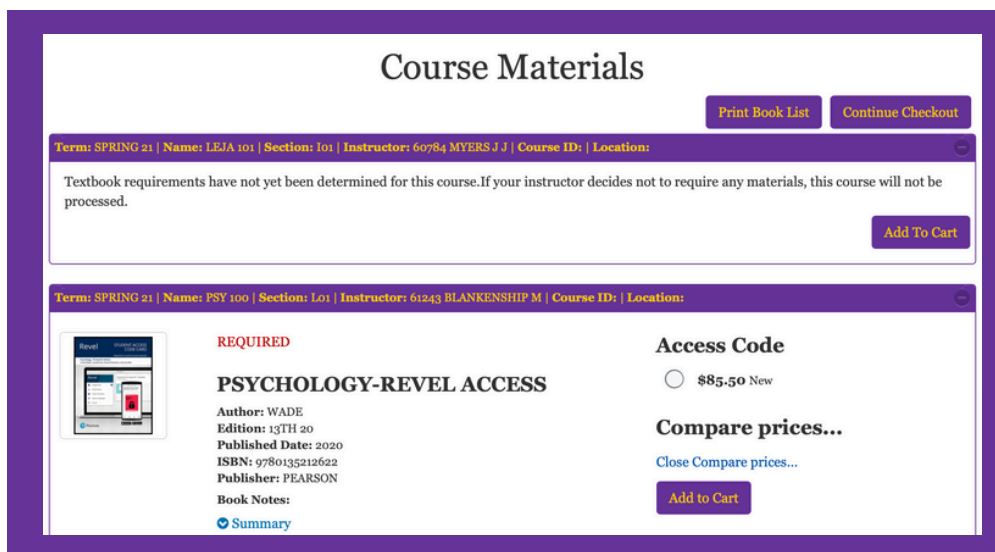 Course Materials
Print Book List
Continue Checkout
Term: SPRING 21 | Name: LEJA 101 | Section: I01 | Instructor: 60784 MYERS J J | Course ID: | Location:
Textbook requirements have not yet been determined for this course.If your instructor decides not to require any materials, this course will not be
processed.
Add To Cart
Term: SPRING 21 | Name: PSY 100 | Section: L01 | Instructor: 61243 BLANKENSHIP M | Course ID: | Location:
Revel
STUDENT ACCESS
CODE CARD
Pearson
REQUIRED
PSYCHOLOGY-REVEL ACCESS
Author: WADE
Edition: 13TH 20
Published Date: 2020
ISBN: 9780135212622
Publisher: PEARSON
Book Notes:
Summary
Access Code
$85.50 New
Compare prices...
Close Compare prices...
Add to Cart